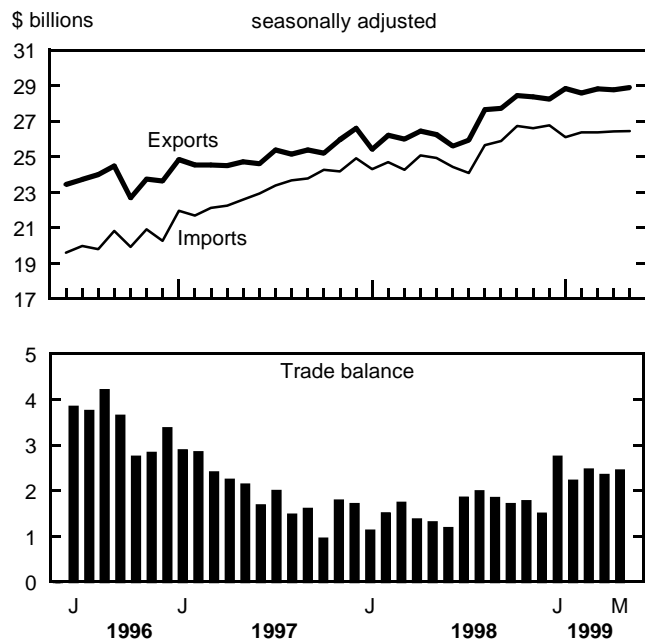 $ billions
seasonally adjusted
31
29
27
25
23
21
19
17
Exports
Imports
Trade balance
5
4
3
2
1
0
J J J J M
1996 1997 1998 1999